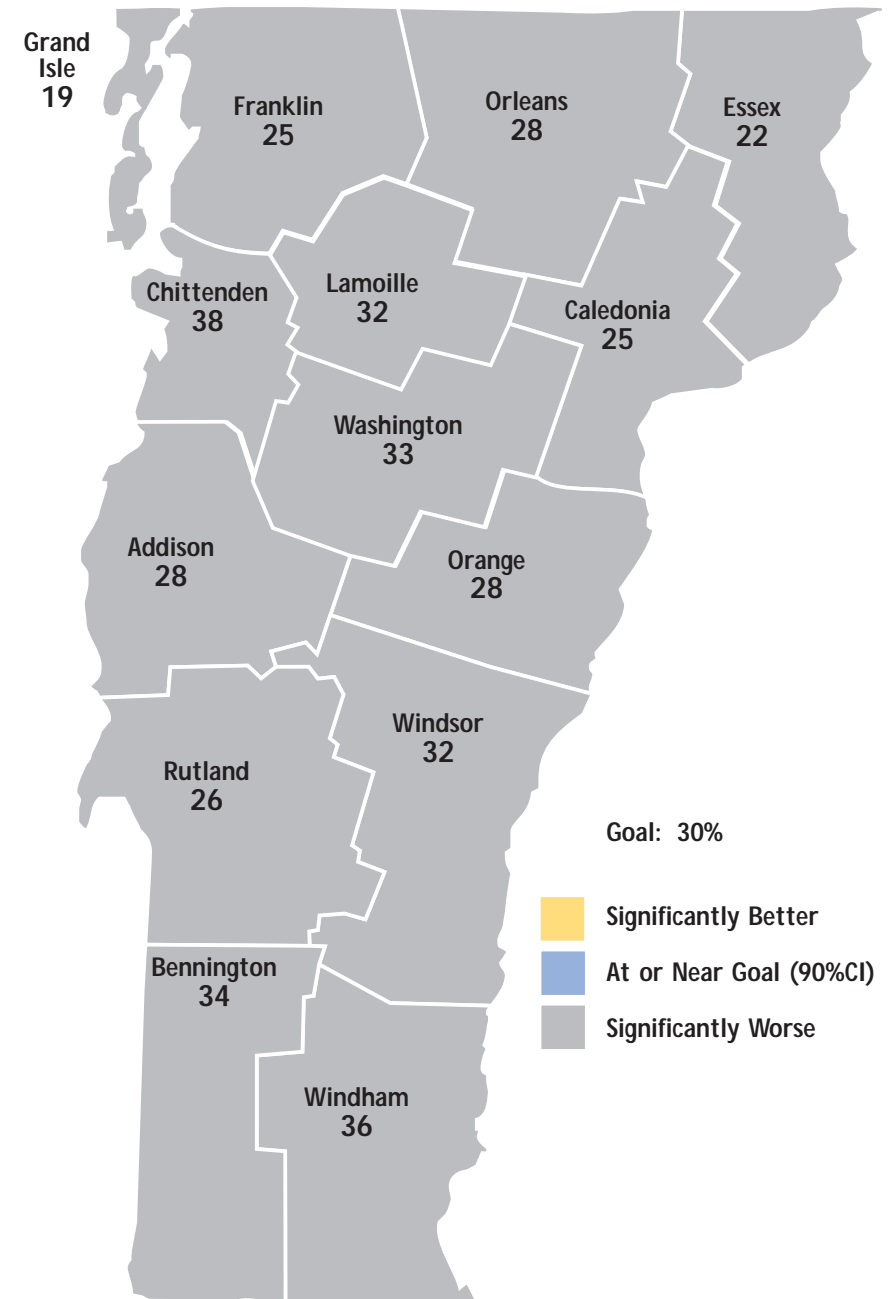 Grand
Isle
19
Franklin
25
Orleans
28
Essex
22
Chittenden
38
Lamoille
32
Caledonia
25
Washington
33
Addison
28
Orange
28
Windsor
32
Rutland
26
Goal: 30%
Significantly Better
At or Near Goal (90%CI)
Significantly Worse
Bennington
34
Windham
36